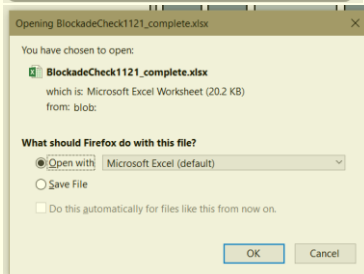 Opening BlockadeCheck1121_complete.xlsx
You have chosen to open:
BlockadeCheck1121_complete.xlsx
which is: Microsoft Excel Worksheet (20.2 KB)
from: blob:
What should Firefox do with this file?
Open with Microsoft Excel (default)
Save File
Do this automatically for files like this from now on.
OK Cancel